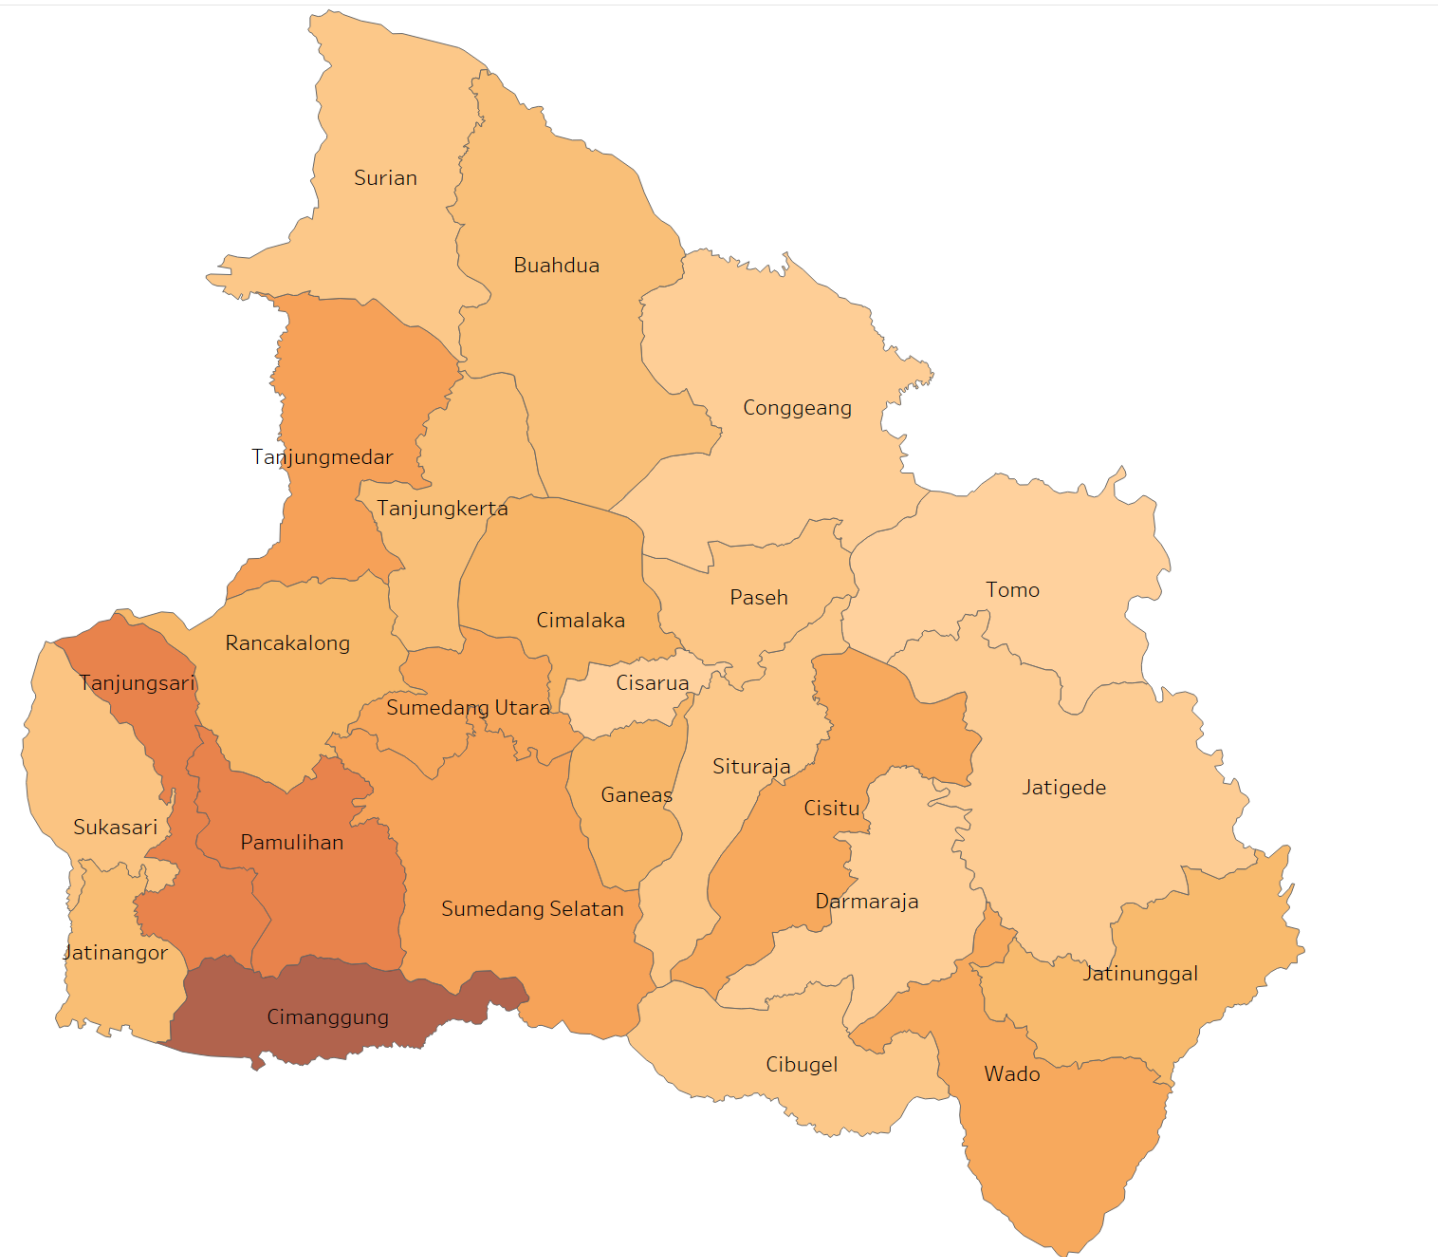 Surian
Buahdua
Conggeang
Tanjungmedar
Tanjungkerta
Tomo
Paseh
Cimalaka
Rancakalong
Tanjungsari
Cisarua
Sumedang Utara
Situraja
Jatigede
Ganeas
Cisitu
Sukasari
Pamulihan
Darmaraja
Sumedang Selatan
Jatinangor
Jatinunggal
Cimanggung
Cibugel
Wado